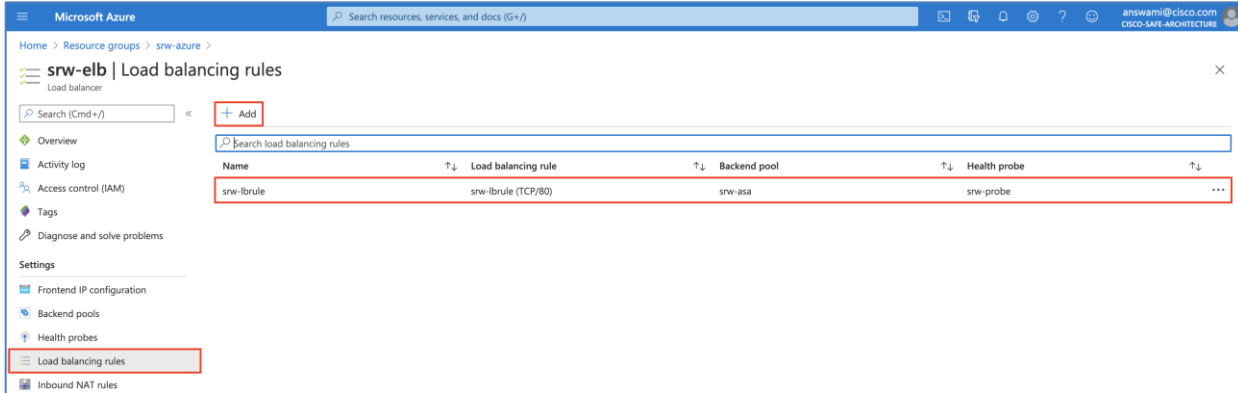 Microsoft Azure
Search resources, services, and docs (G+/)
answami@cisco.com
CISCO-SAFE-ARCHITECTURE
Home > Resource groups > srw-azure >
srw-elb | Load balancing rules
Load balancer
Search (Cmd+/)
«
+ Add
Overview
Activity log
Access control (IAM)
Tags
Diagnose and solve problems
Settings
Frontend IP configuration
Backend pools
Health probes
Load balancing rules
Inbound NAT rules
Search load balancing rules
Name ↑↓ Load balancing rule ↑↓ Backend pool ↑↓ Health probe ↑↓
srw-lbrule srw-lbrule (TCP/80) srw-asa srw-probe ...